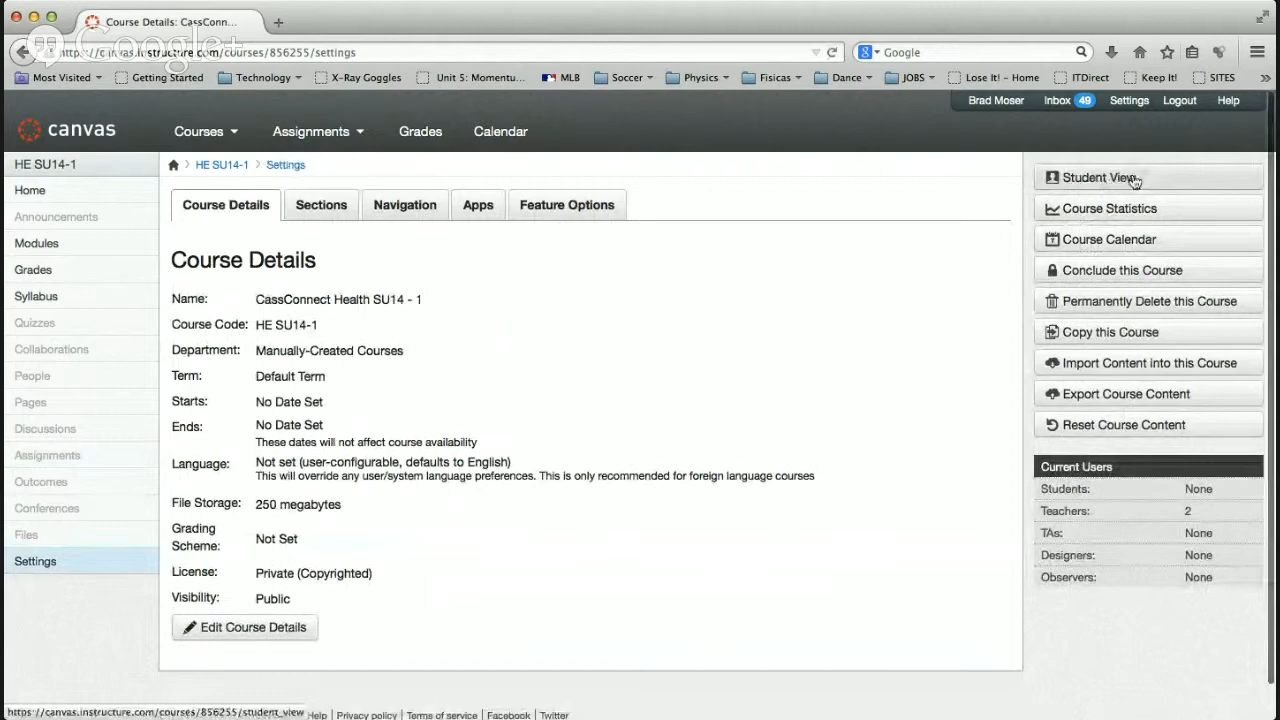 Course Details: CassConn...
Google+
https://canvas.instructure.com/courses/856255/settings
Google
Most Visited
Getting Started
Technology
X-Ray Goggles
Unit 5: Momentu...
MLB
Soccer
Physics
Fisicas
Dance
JOBS
Lose It! – Home
ITDirect
Keep It!
SITES
Brad Moser
Inbox 49
Settings
Logout
Help
canvas
Courses
Assignments
Grades
Calendar
HE SU14-1
HE SU14-1
Settings
Home
Announcements
Modules
Grades
Syllabus
Quizzes
Collaborations
People
Pages
Discussions
Assignments
Outcomes
Conferences
Files
Settings
Course Details
Sections
Navigation
Apps
Feature Options
Course Details
Name: CassConnect Health SU14 - 1
Course Code: HE SU14-1
Department: Manually-Created Courses
Term: Default Term
Starts: No Date Set
Ends: No Date Set
These dates will not affect course availability
Language: Not set (user-configurable, defaults to English)
This will override any user/system language preferences. This is only recommended for foreign language courses
File Storage: 250 megabytes
Grading Scheme: Not Set
License: Private (Copyrighted)
Visibility: Public
Edit Course Details
Student View
Course Statistics
Course Calendar
Conclude this Course
Permanently Delete this Course
Copy this Course
Import Content into this Course
Export Course Content
Reset Course Content
Current Users
Students: None
Teachers: 2
TAs: None
Designers: None
Observers: None
https://canvas.instructure.com/courses/856255/student_view
Help
Privacy policy
Terms of service
Facebook
Twitter